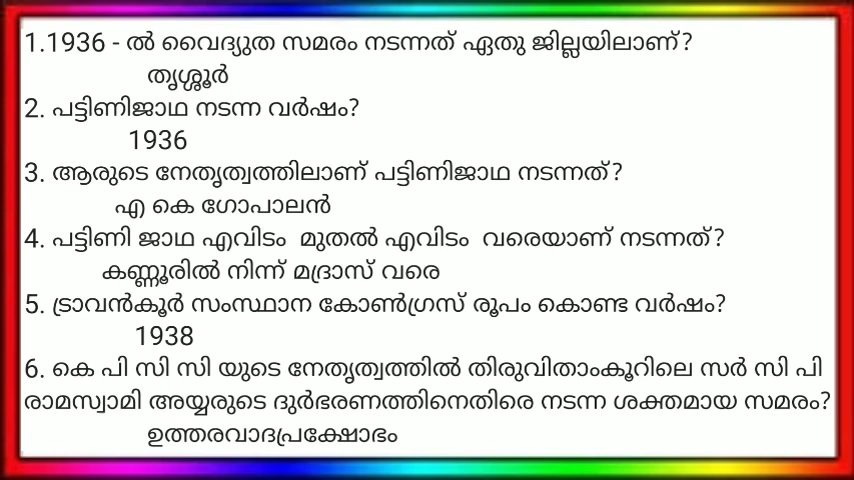 1.1936 - ൽ വൈദ്യുത സമരം നടന്നത് ഏതു ജില്ലയിലാണ്?
തൃശ്ശൂർ
2. പട്ടിണിജാഥ നടന്ന വർഷം?
1936
3. ആരുടെ നേതൃത്വത്തിലാണ് പട്ടിണിജാഥ നടന്നത്?
എ കെ ഗോപാലൻ
4. പട്ടിണി ജാഥ എവിടം മുതൽ എവിടം വരെയാണ് നടന്നത്?
കണ്ണൂരിൽ നിന്ന് മദ്രാസ് വരെ
5. ട്രാവൻകൂർ സംസ്ഥാന കോൺഗ്രസ് രൂപം കൊണ്ട വർഷം?
1938
6. കെ പി സി സി യുടെ നേതൃത്വത്തിൽ തിരുവിതാംകൂറിലെ സർ സി പി
രാമസ്വാമി അയ്യരുടെ ദുർഭരണത്തിനെതിരെ നടന്ന ശക്തമായ സമരം?
ഉത്തരവാദപ്രക്ഷോഭം